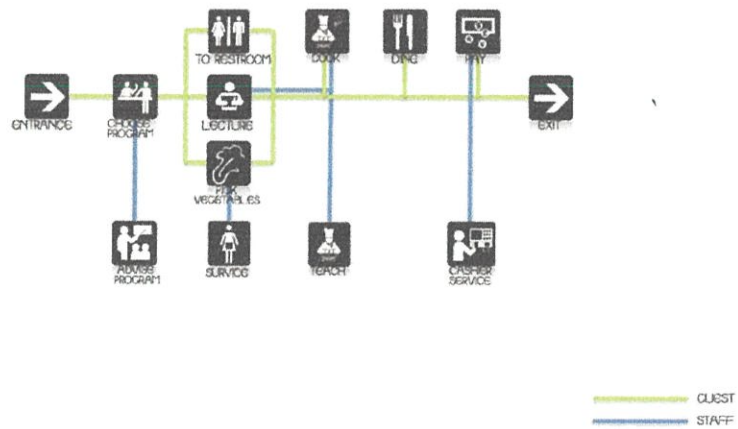 TO RESTROOM
COOK
DINE
PAY
ENTRANCE
CHOOSE
PROGRAM
LECTURE
EXIT
PICK
VEGETABLES
ADVISE
PROGRAM
SURVICE
TEACH
CASHIER
SERVICE
GUEST
STAFF